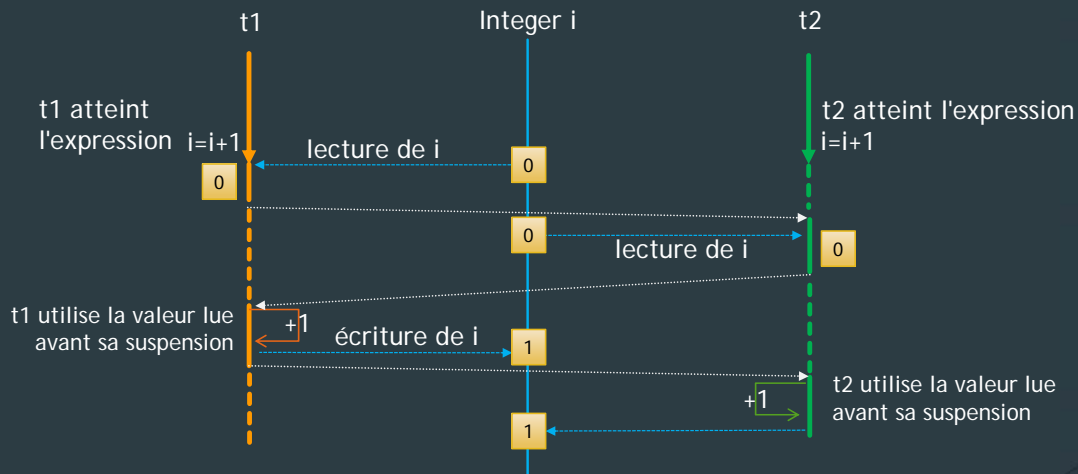 t1
Integer i
t2
t1 atteint
l'expression i=i+1
t2 atteint l'expression
i=i+1
lecture de i
0
0
0
lecture de i
0
t1 utilise la valeur lue
avant sa suspension
+1
écriture de i
1
t2 utilise la valeur lue
avant sa suspension
+1
1